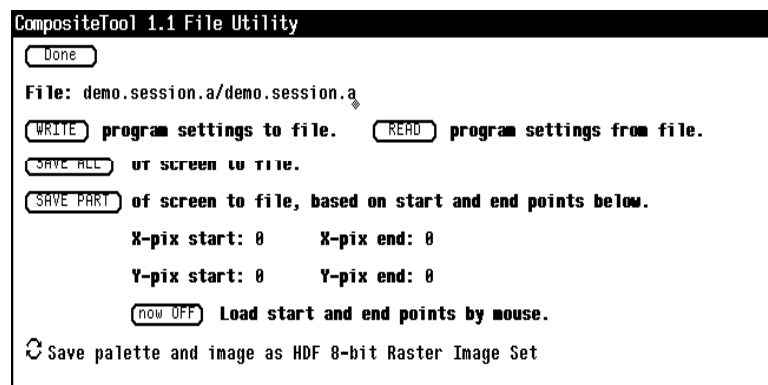 CompositeTool 1.1 File Utility
Done
File: demo.session.a/demo.session.a
WRITE program settings to file. READ program settings from file.
SAVE ALL of screen to file.
SAVE PART of screen to file, based on start and end points below.
X-pix start: 0 X-pix end: 0
Y-pix start: 0 Y-pix end: 0
now OFF Load start and end points by mouse.
Save palette and image as HDF 8-bit Raster Image Set